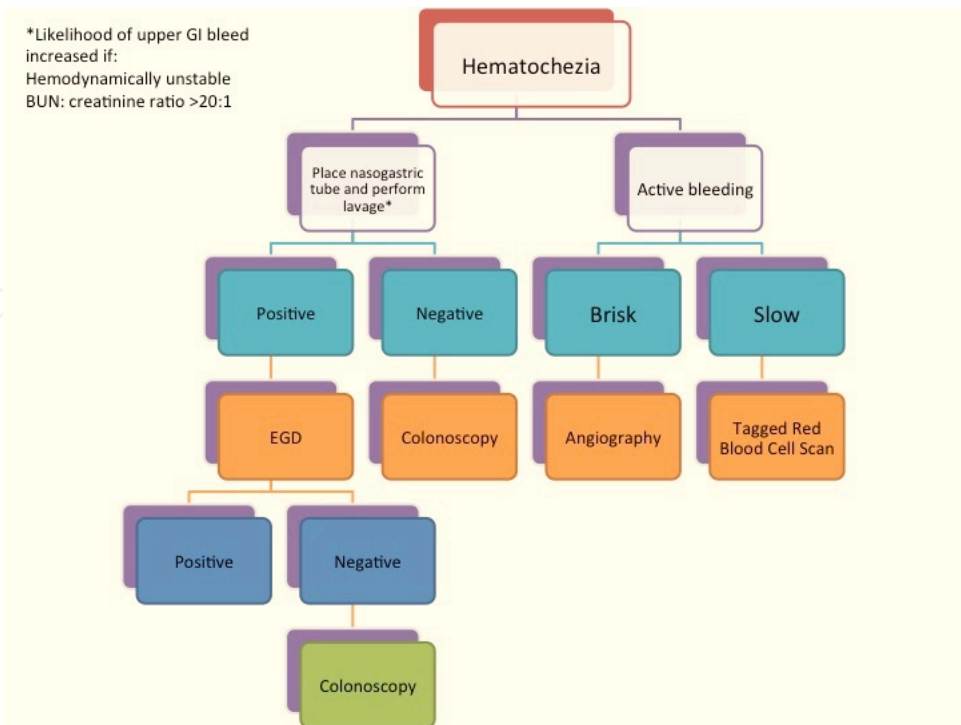 *Likelihood of upper GI bleed
increased if:
Hemodynamically unstable
BUN: creatinine ratio >20:1
Hematochezia
Place nasogastric
tube and perform
lavage*
Active bleeding
Positive
Negative
Brisk
Slow
EGD
Colonoscopy
Angiography
Tagged Red
Blood Cell Scan
Positive
Negative
Colonoscopy